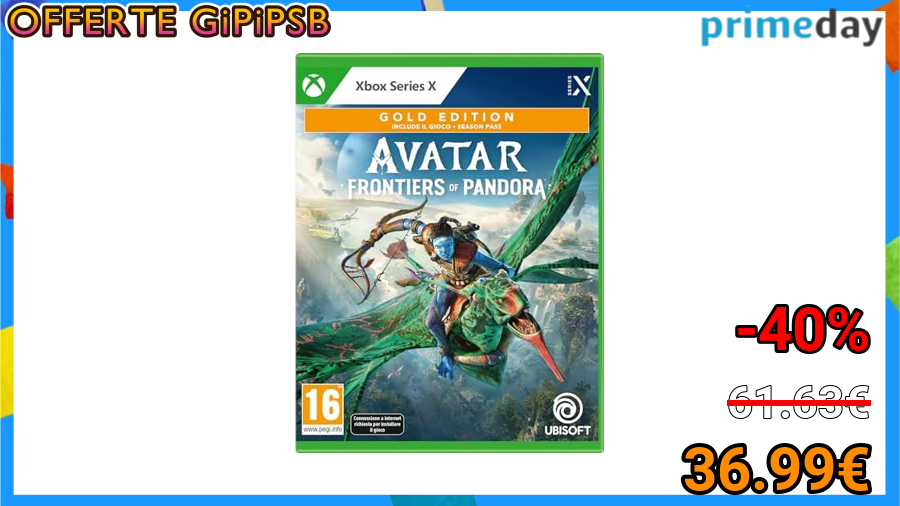 OFFERTE GiPiPSB
primeday
Xbox Series X
SERIES X
GOLD EDITION
INCLUDE IL GIOCO + SEASON PASS
AVATAR
FRONTIERS OF PANDORA
-40%
61.63€
36.99€
16
www.pegi.info
Connessione a internet
richiesta per installare
il gioco
UBISOFT